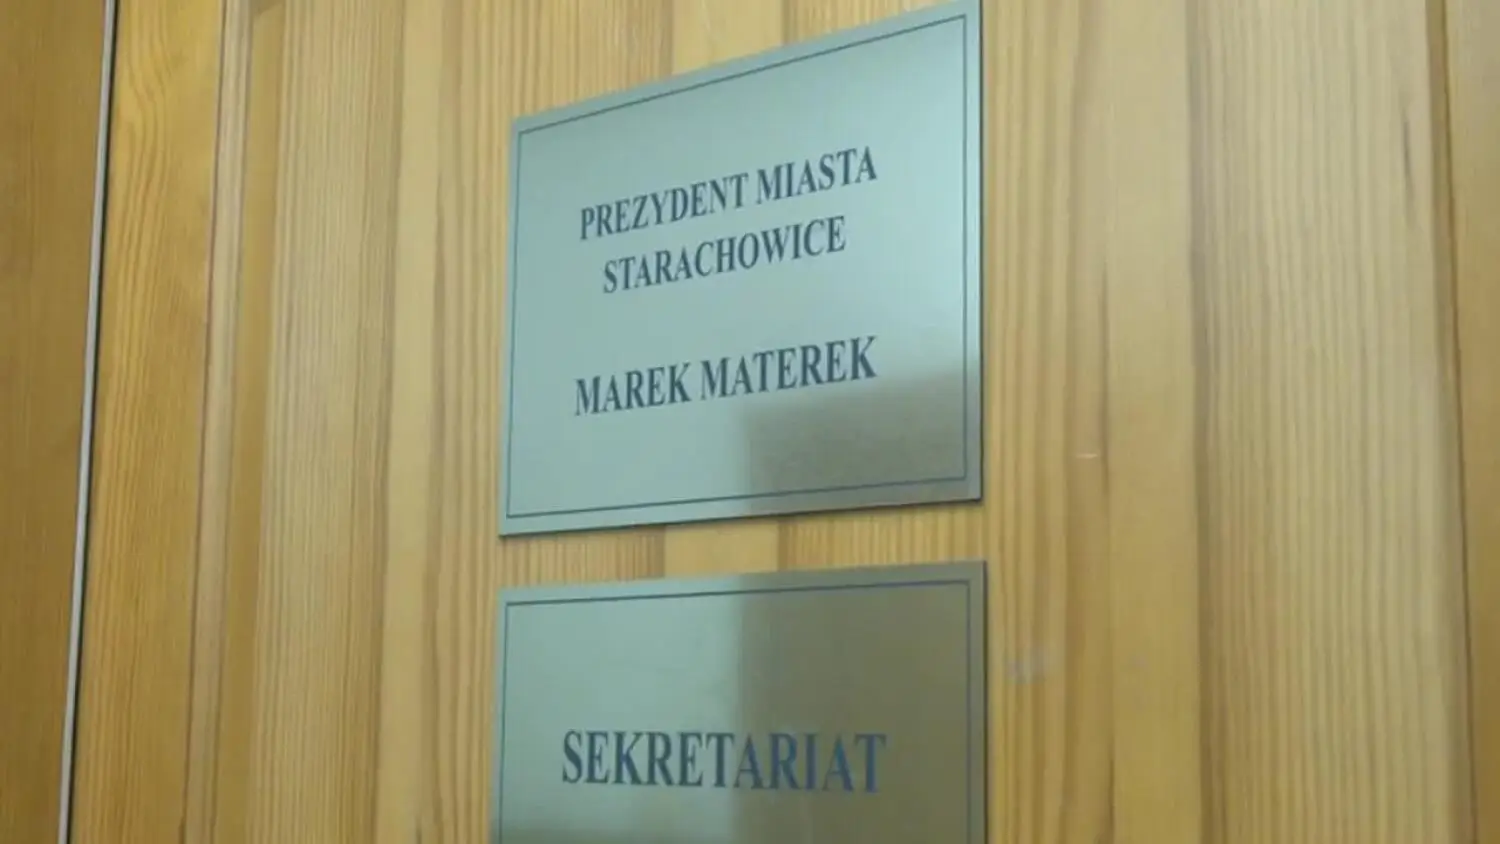 PREZYDENT MIASTA
STARACHOWICE
MAREK MATEREK
SEKRETARIAT